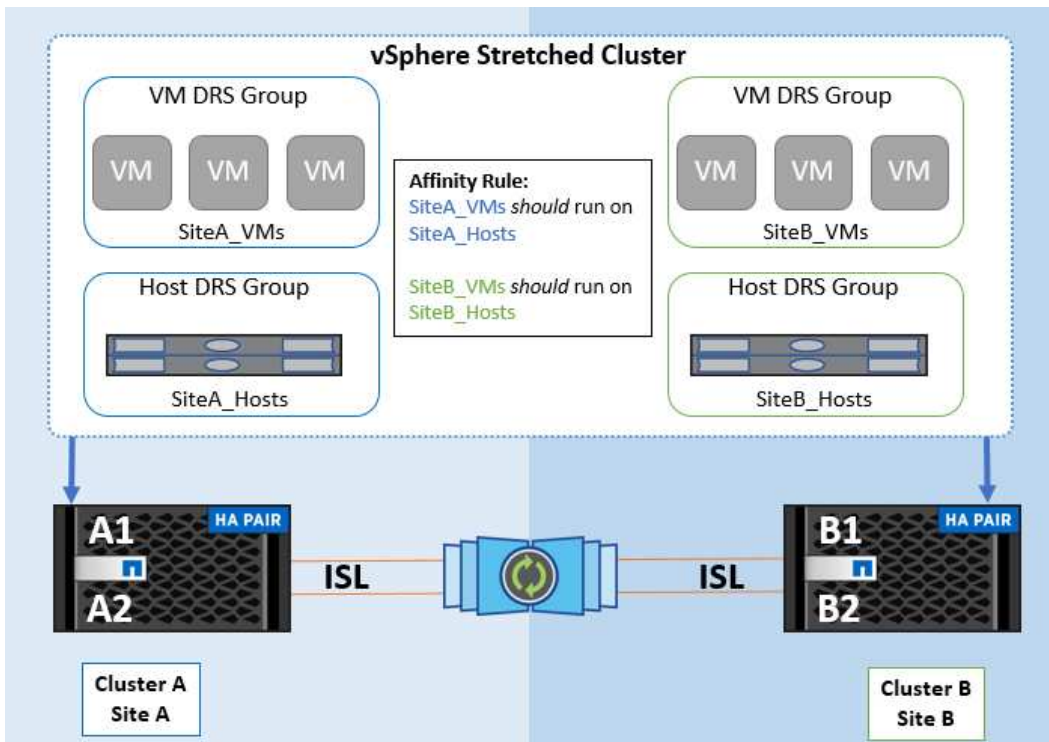 vSphere Stretched Cluster
VM DRS Group
VM VM VM
SiteA_VMs
Host DRS Group
SiteA_Hosts
Affinity Rule:
SiteA_VMs should run on
SiteA_Hosts
SiteB_VMs should run on
SiteB_Hosts
VM DRS Group
VM VM VM
SiteB_VMs
Host DRS Group
SiteB_Hosts
A1
HA PAIR
A2
ISL
ISL
B1
HA PAIR
B2
Cluster A
Site A
Cluster B
Site B